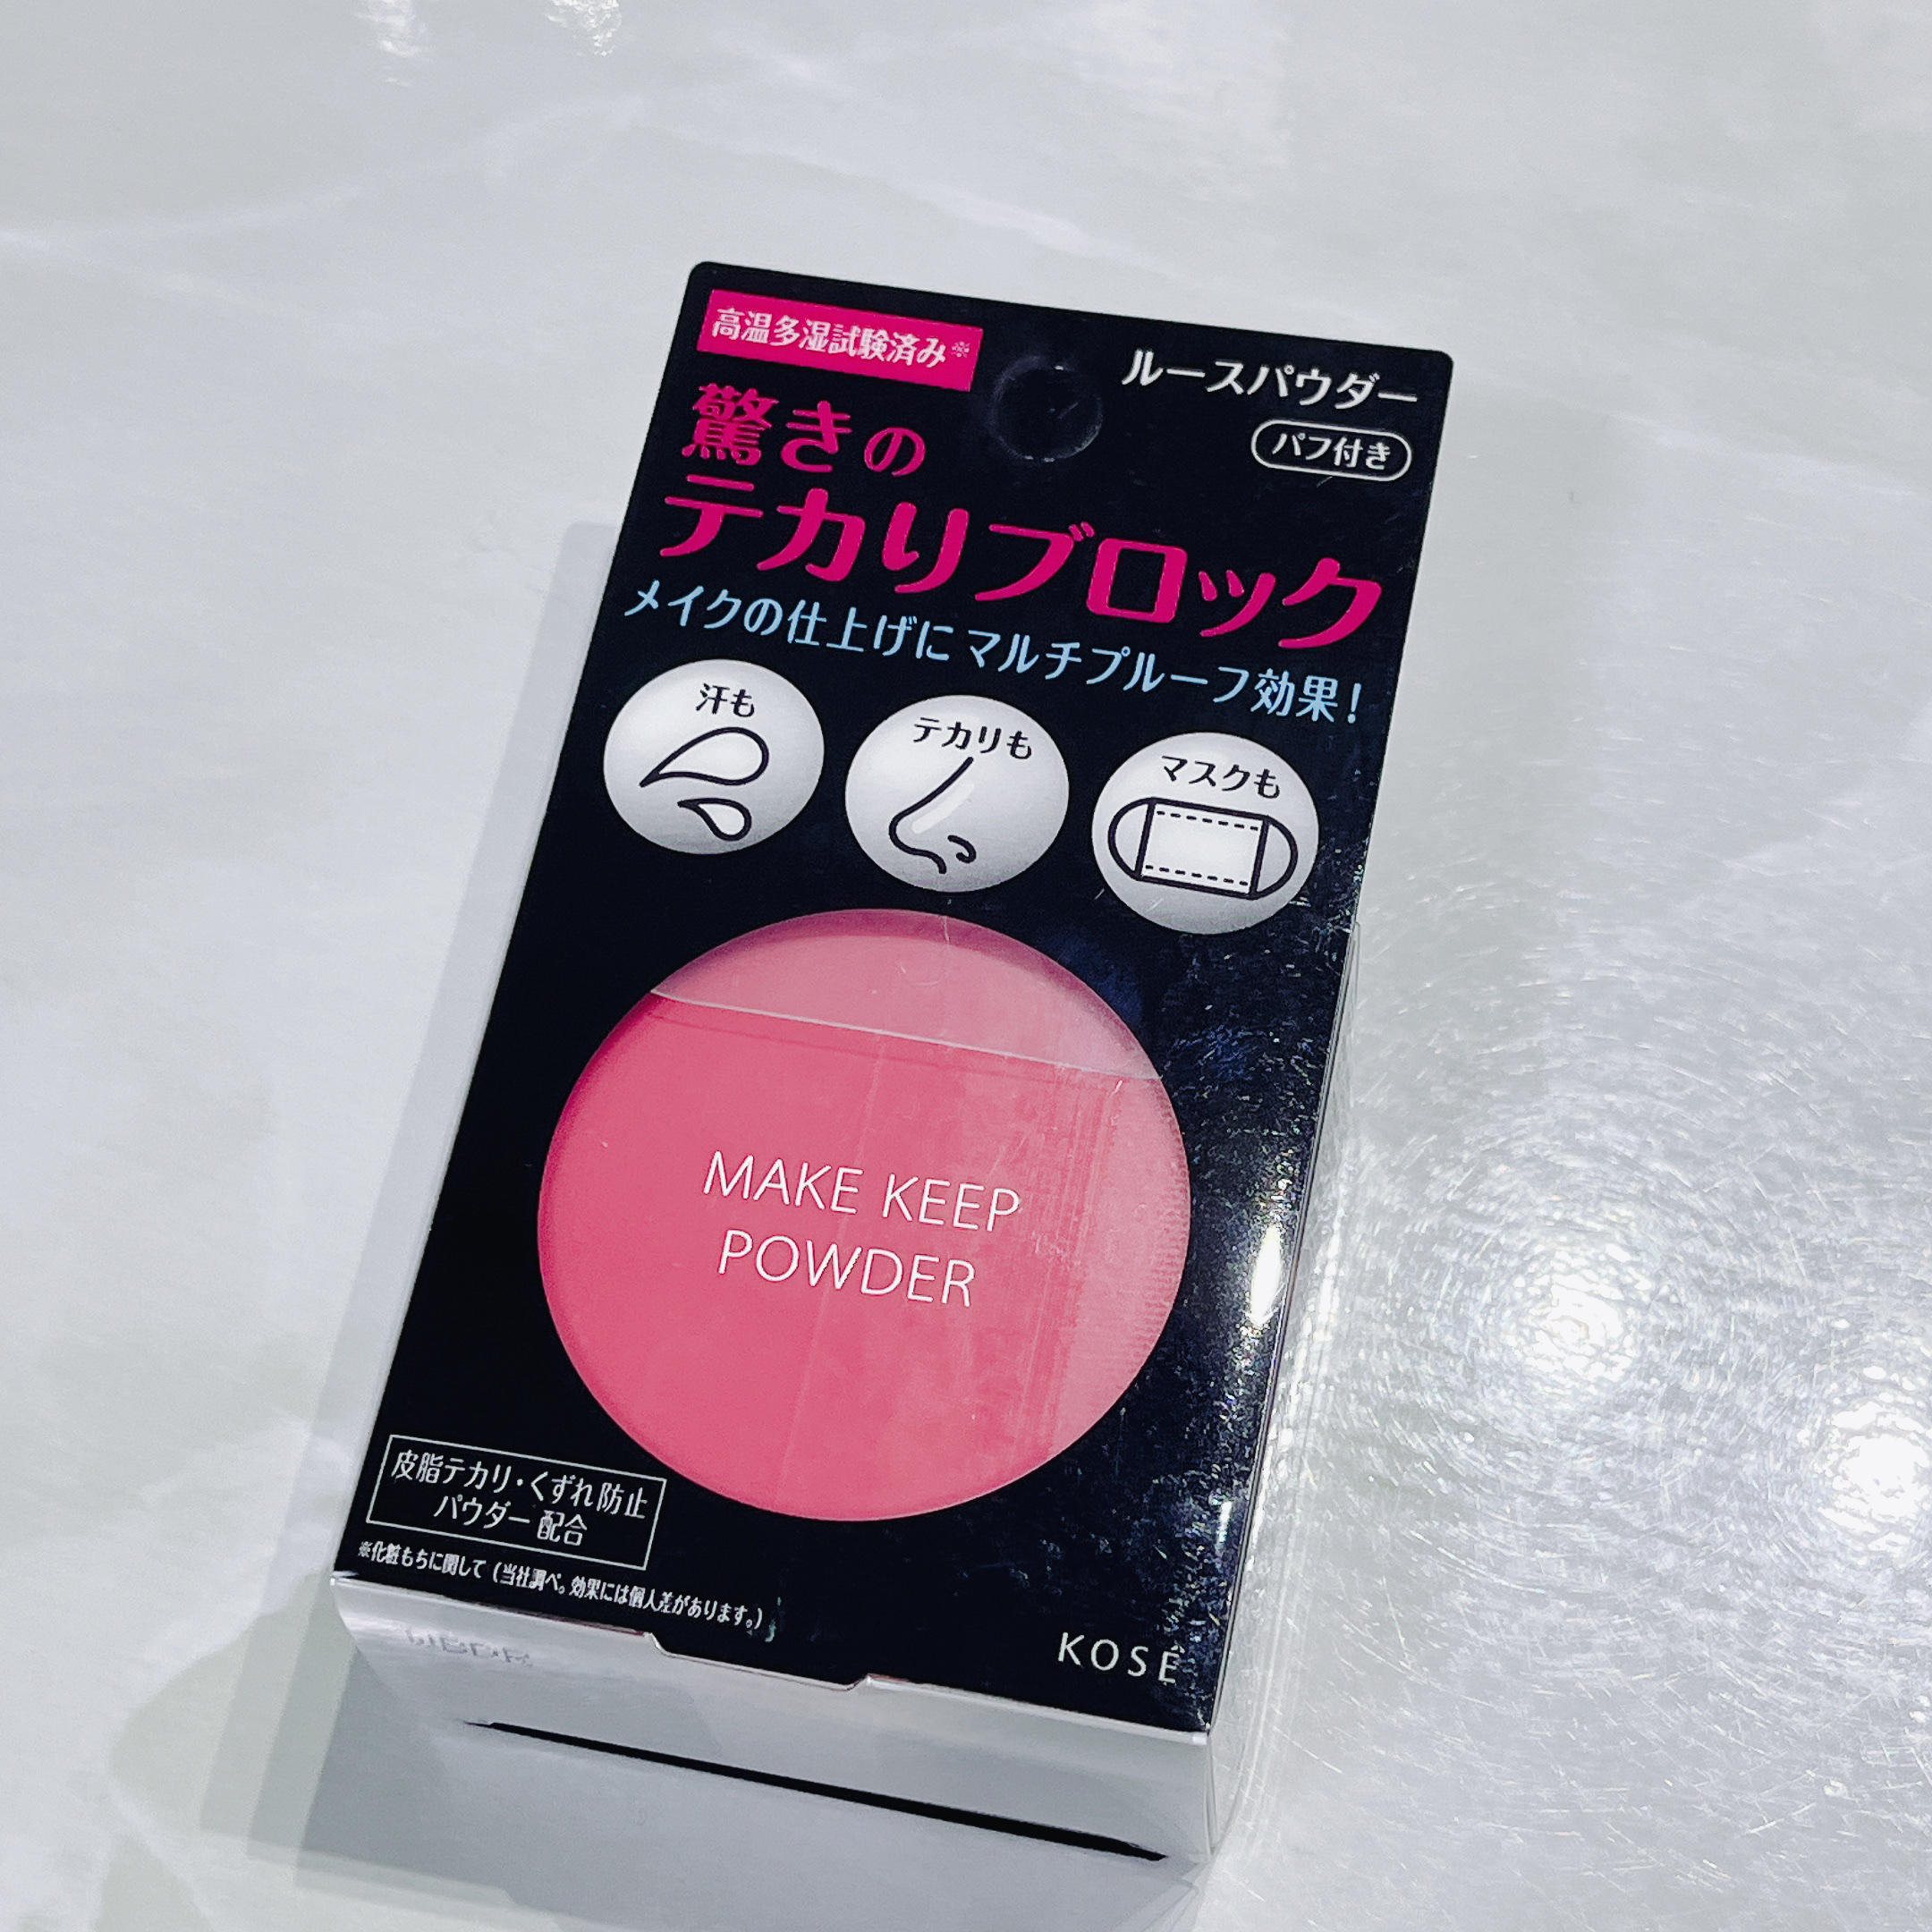 高温多湿試験済み※
ルースパウダー
パフ付き
驚きの
テカリブロック
メイクの仕上げにマルチプルーフ効果！
汗も
テカリも
マスクも
MAKE KEEP
POWDER
皮脂テカリ・くずれ防止
パウダー配合
※化粧もちに関して（当社調べ。効果には個人差があります。）
KOSÉ